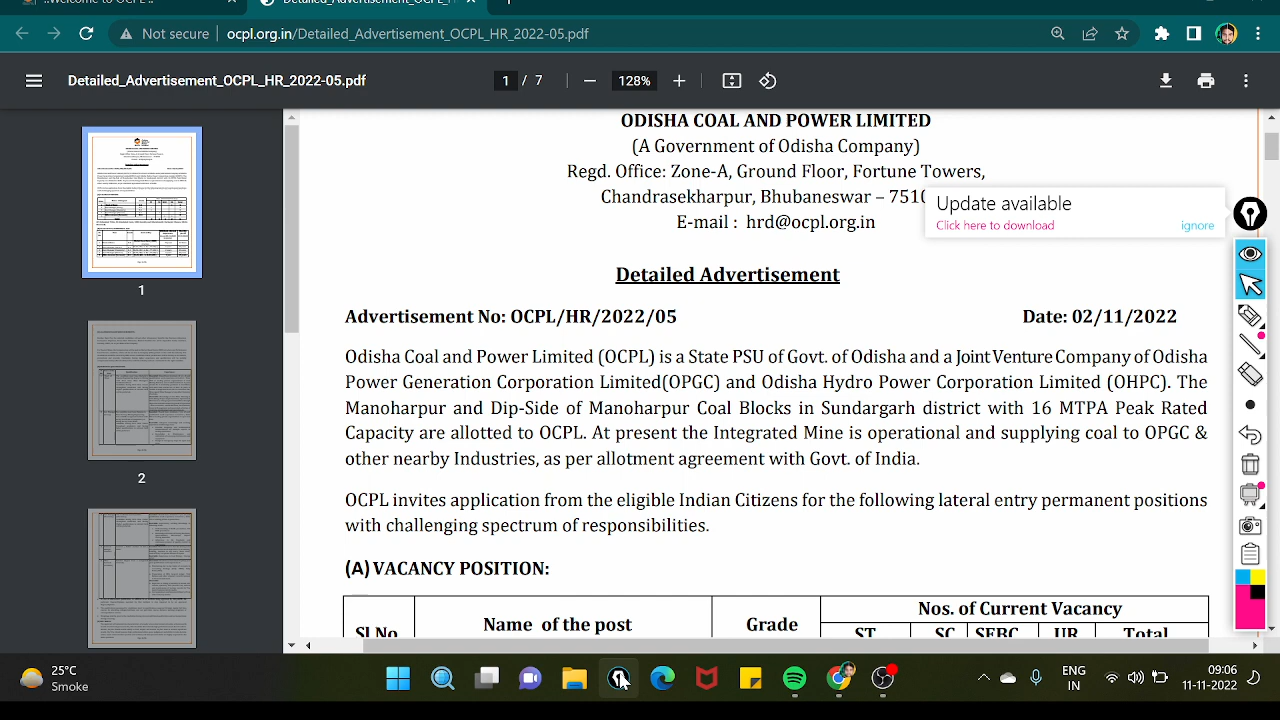 ..Welcome to OCPL ..
Detailed_Advertisement_OCPL_H
Not secure
ocpl.org.in/Detailed_Advertisement_OCPL_HR_2022-05.pdf
Detailed_Advertisement_OCPL_HR_2022-05.pdf
1 / 7
128%
ODISHA COAL AND POWER LIMITED
(A Government of Odisha Company)
Regd. Office: Zone-A, Ground Floor, Fortune Towers,
Chandrasekharpur, Bhubaneswar – 7510
E-mail : hrd@ocpl.org.in
Update available
Click here to download
ignore
Detailed Advertisement
Advertisement No: OCPL/HR/2022/05
Date: 02/11/2022
Odisha Coal and Power Limited (OCPL) is a State PSU of Govt. of Odisha and a Joint Venture Company of Odisha
Power Generation Corporation Limited(OPGC) and Odisha Hydro Power Corporation Limited (OHPC). The
Manoharpur and Dip-Side of Manoharpur Coal Blocks in Sundargarh district with 16 MTPA Peak Rated
Capacity are allotted to OCPL. At present the Integrated Mine is operational and supplying coal to OPGC &
other nearby Industries, as per allotment agreement with Govt. of India.
OCPL invites application from the eligible Indian Citizens for the following lateral entry permanent positions
with challenging spectrum of responsibilities.
(A) VACANCY POSITION:
Sl No
Name of the post
Grade
Nos. of Current Vacancy
ST
SC
SEBC
UR
Total
1
2
25°C
Smoke
ENG
IN
09:06
11-11-2022